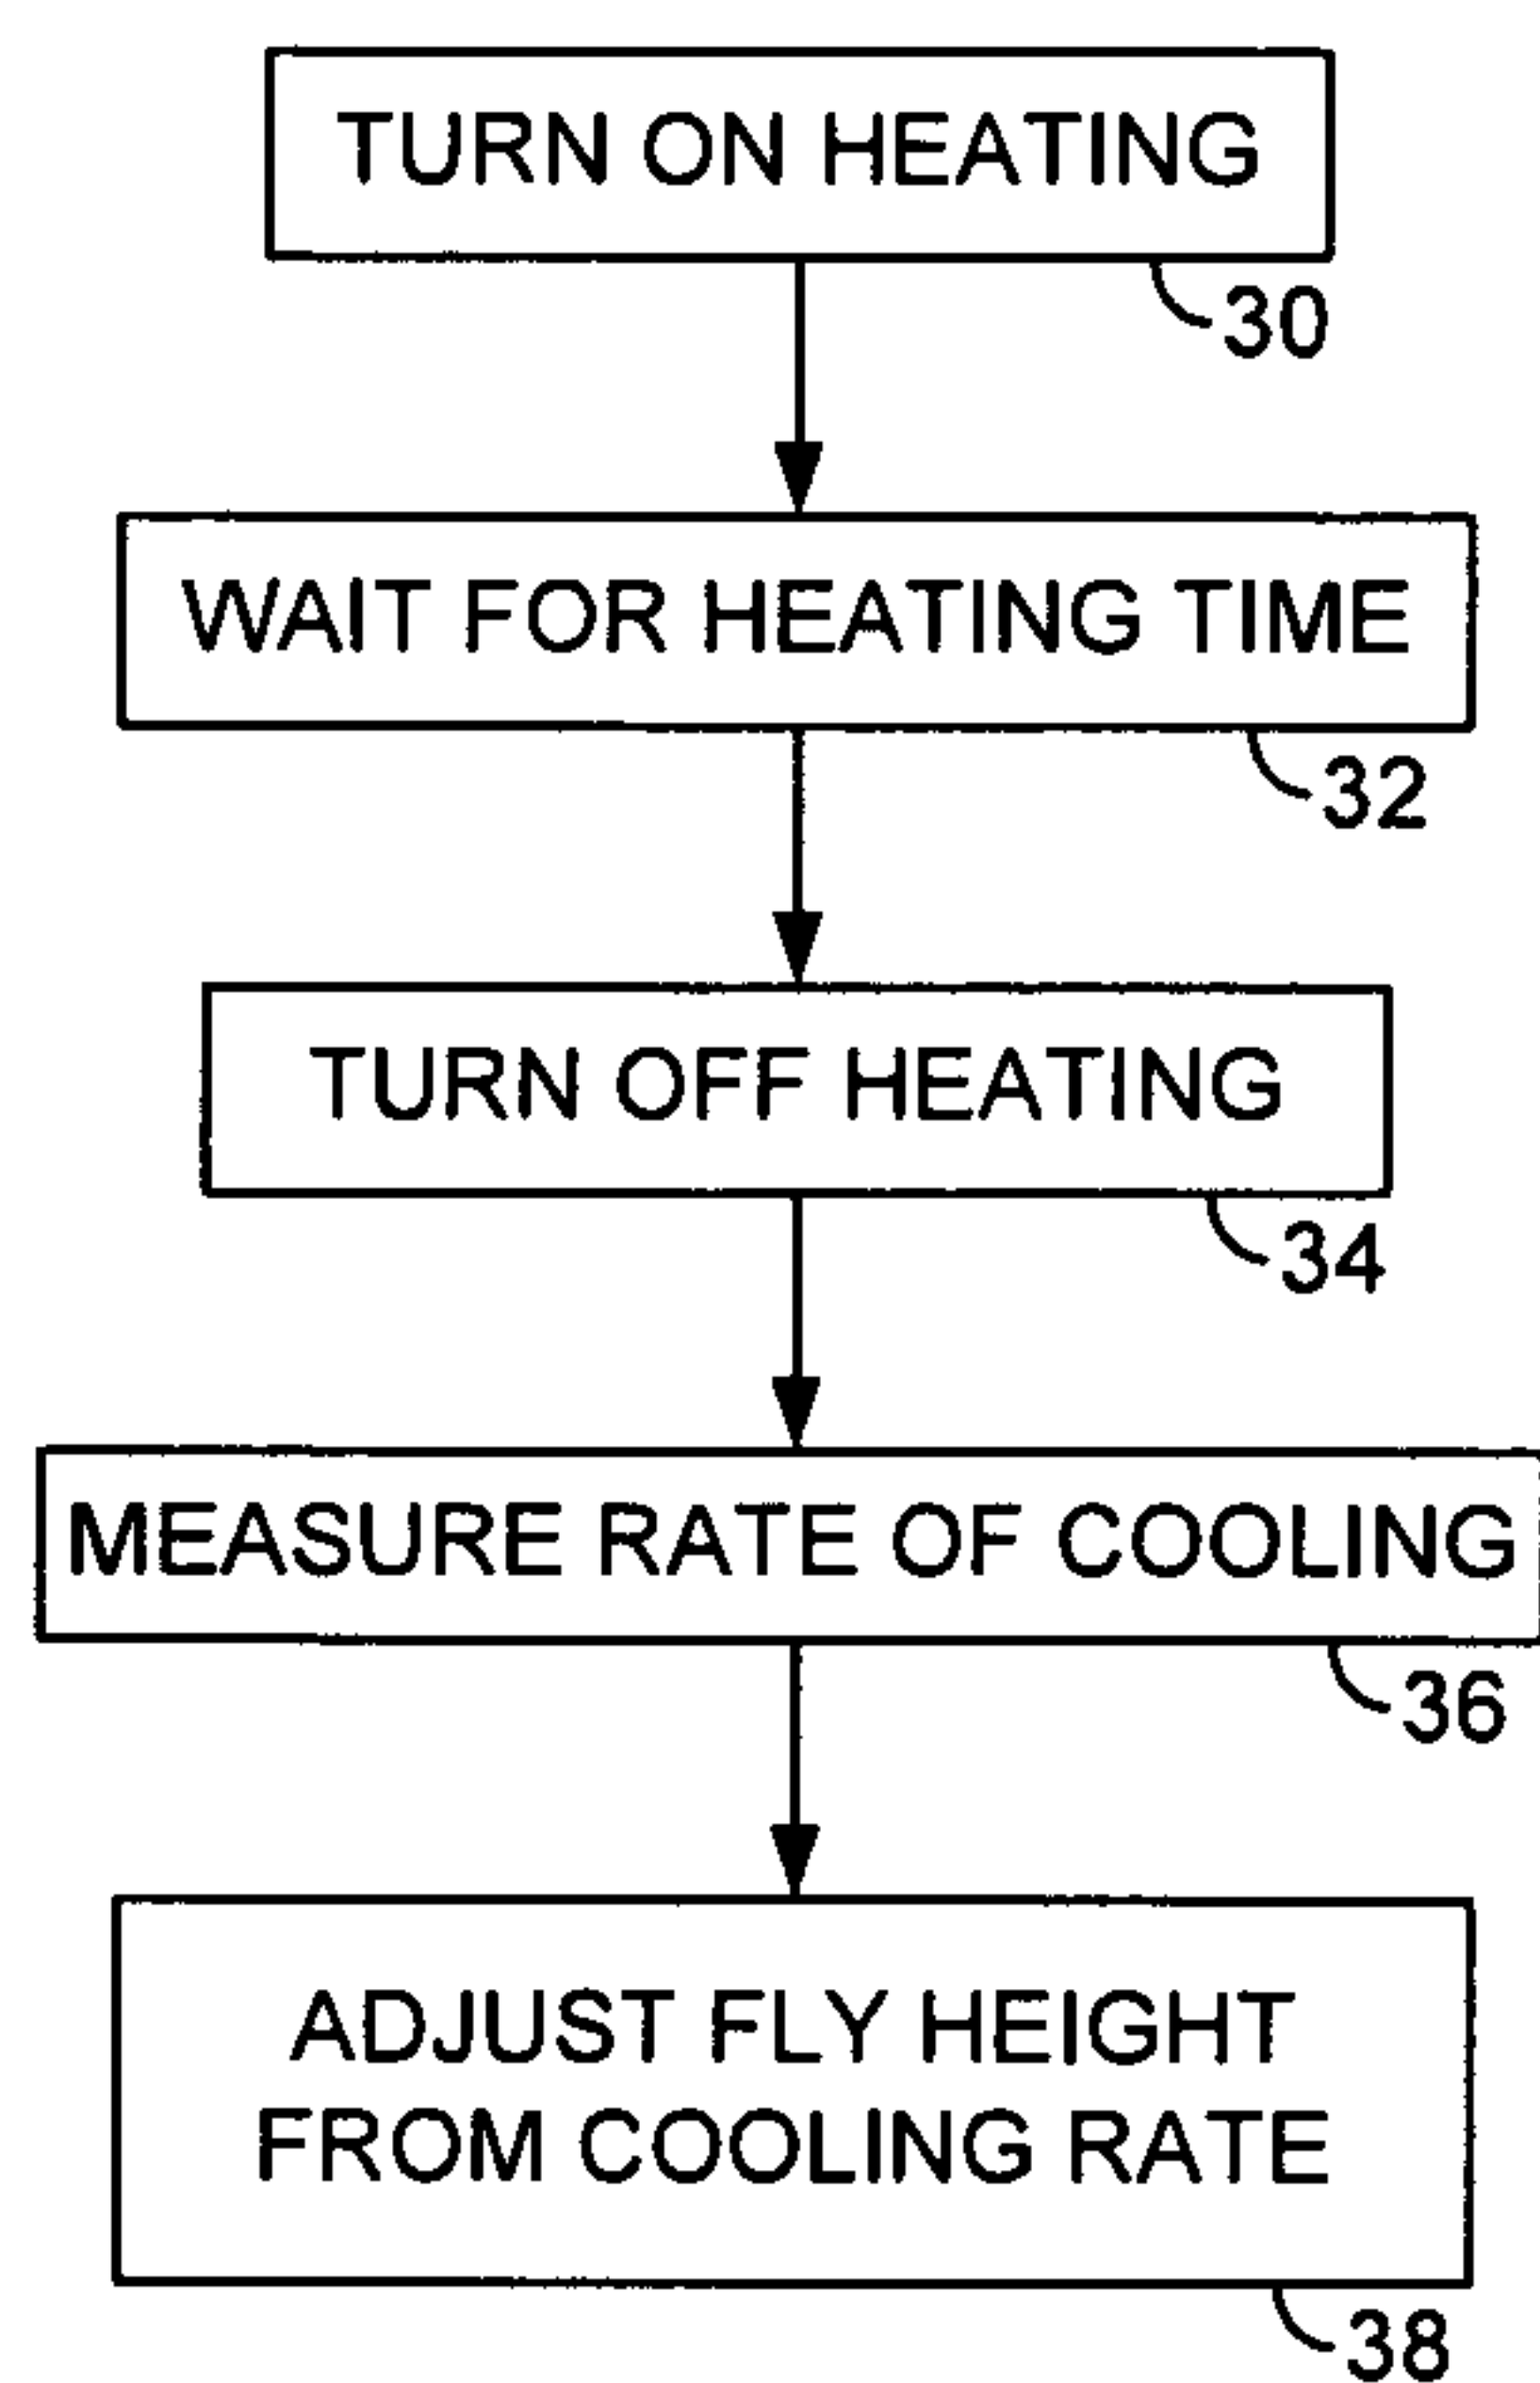 TURN ON HEATING
30
WAIT FOR HEATING TIME
32
TURN OFF HEATING
34
MEASURE RATE OF COOLING
36
ADJUST FLY HEIGHT
FROM COOLING RATE
38